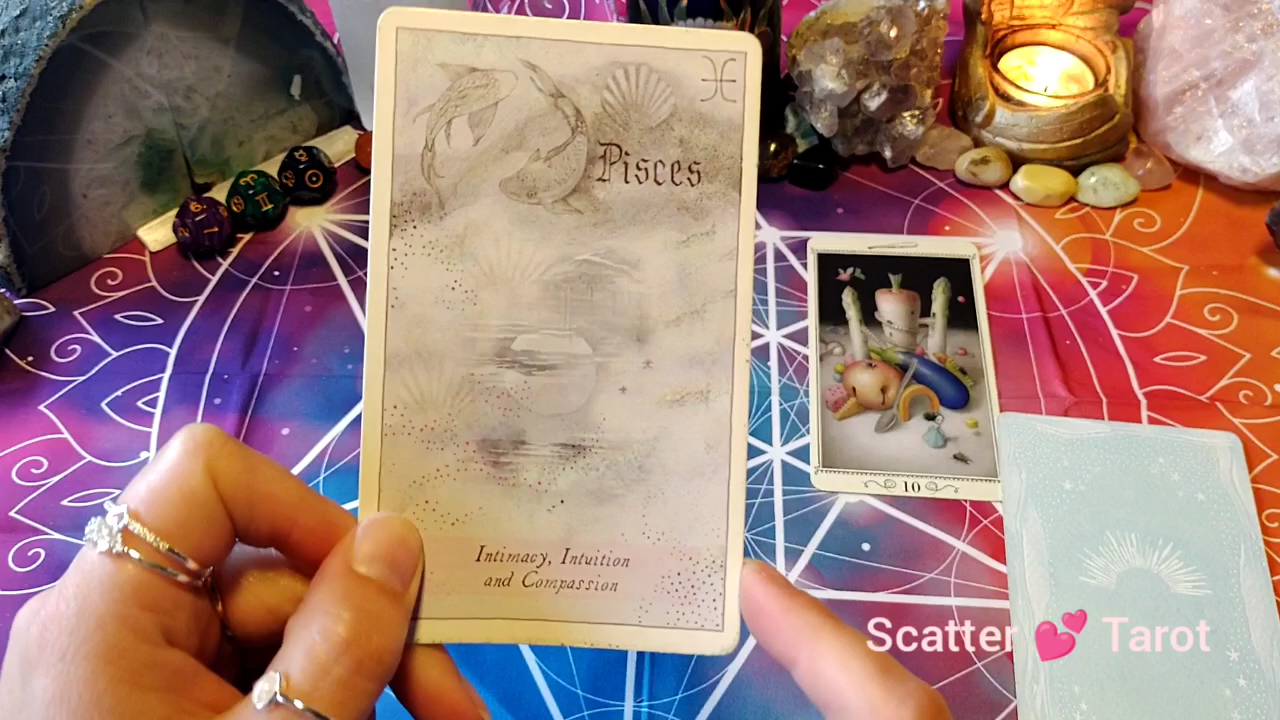 Pisces
Intimacy, Intuition
and Compassion
10
Scatter 💕 Tarot